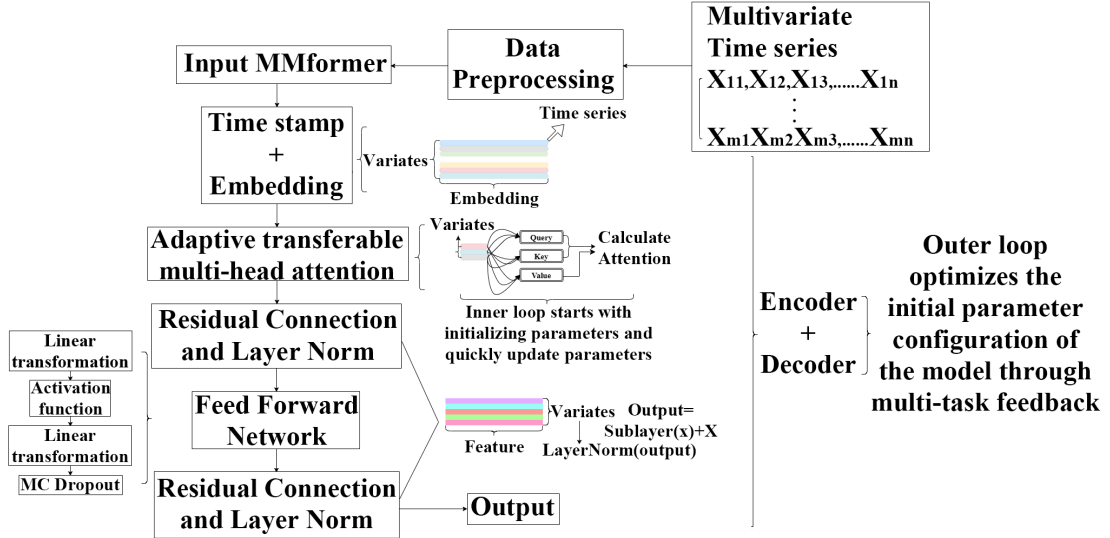 Multivariate
Time series
X11,X12,X13,......X1n
⋮
Xm1Xm2Xm3,......Xmn
Data
Preprocessing
Input MMformer
Time stamp
+
Embedding
Variates
Time series
Embedding
Adaptive transferable
multi-head attention
Variates
Query
Key
Value
Calculate
Attention
Inner loop starts with
initializing parameters and
quickly update parameters
Residual Connection
and Layer Norm
Linear
transformation
Activation
function
Linear
transformation
MC Dropout
Feed Forward
Network
Variates
Feature
Output=
Sublayer(x)+X
LayerNorm(output)
Residual Connection
and Layer Norm
Output
Encoder
+
Decoder
Outer loop
optimizes the
initial parameter
configuration of
the model through
multi-task feedback